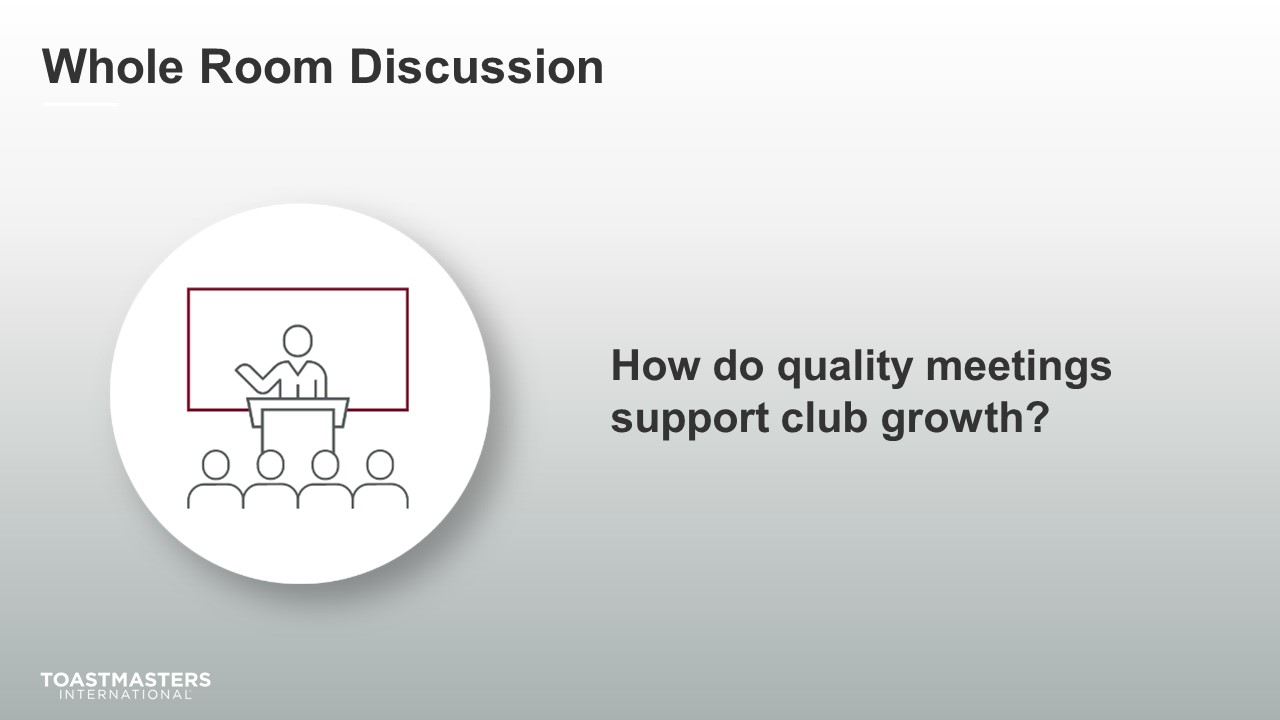 Whole Room Discussion
How do quality meetings
support club growth?
TOASTMASTERS
INTERNATIONAL